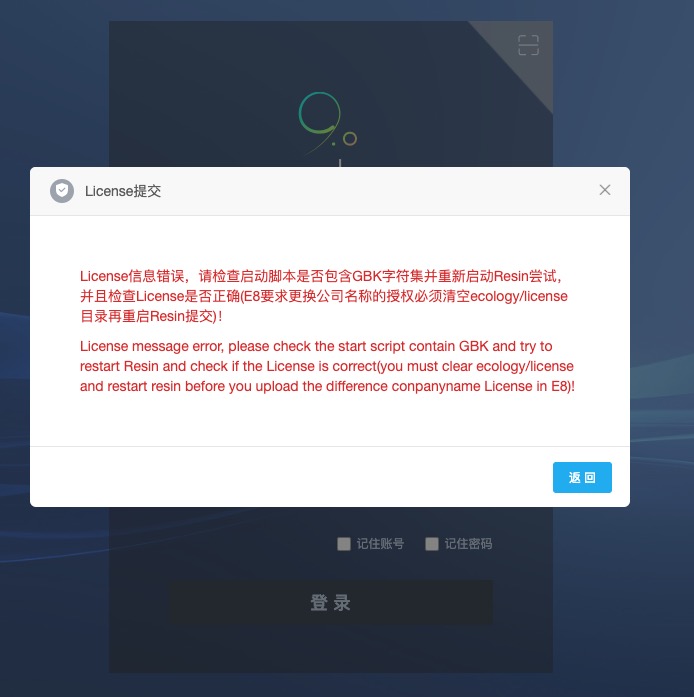 License提交
License信息错误，请检查启动脚本是否包含GBK字符集并重新启动Resin尝试，
并且检查License是否正确(E8要求更换公司名称的授权必须清空ecology/license
目录再重启Resin提交)！
License message error, please check the start script contain GBK and try to
restart Resin and check if the License is correct(you must clear ecology/license
and restart resin before you upload the difference conpanyname License in E8)!
返回
记住账号 记住密码
登录